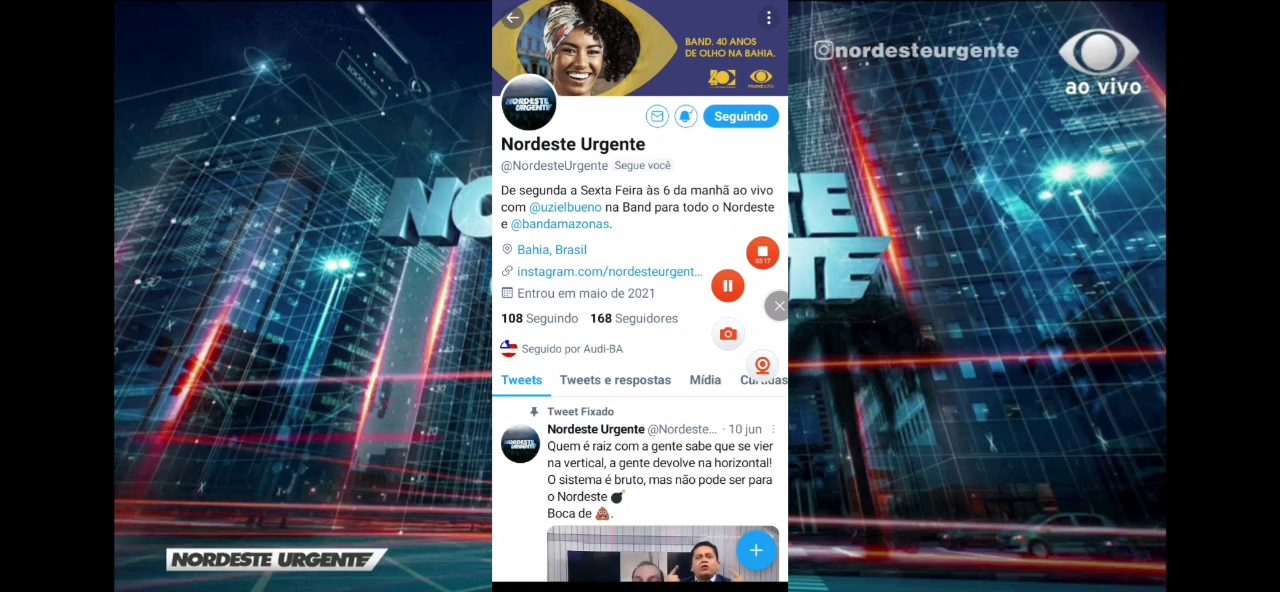 BAND. 40 ANOS
DE OLHO NA BAHIA.
nordesteurgente
ao vivo
NORDESTE
URGENTE
Seguindo
Nordeste Urgente
@NordesteUrgente Segue você
De segunda a Sexta Feira às 6 da manhã ao vivo
com @uzielbueno na Band para todo o Nordeste
e @bandamazonas.
Bahia, Brasil
instagram.com/nordesteurgent...
03:17
Entrou em maio de 2021
108 Seguindo 168 Seguidores
Seguido por Audi-BA
Tweets Tweets e respostas Mídia Curtidas
Tweet Fixado
Nordeste Urgente @Nordeste... · 10 jun
Quem é raiz com a gente sabe que se vier
na vertical, a gente devolve na horizontal!
O sistema é bruto, mas não pode ser para
o Nordeste 💣
Boca de 💩.
NORDESTE URGENTE